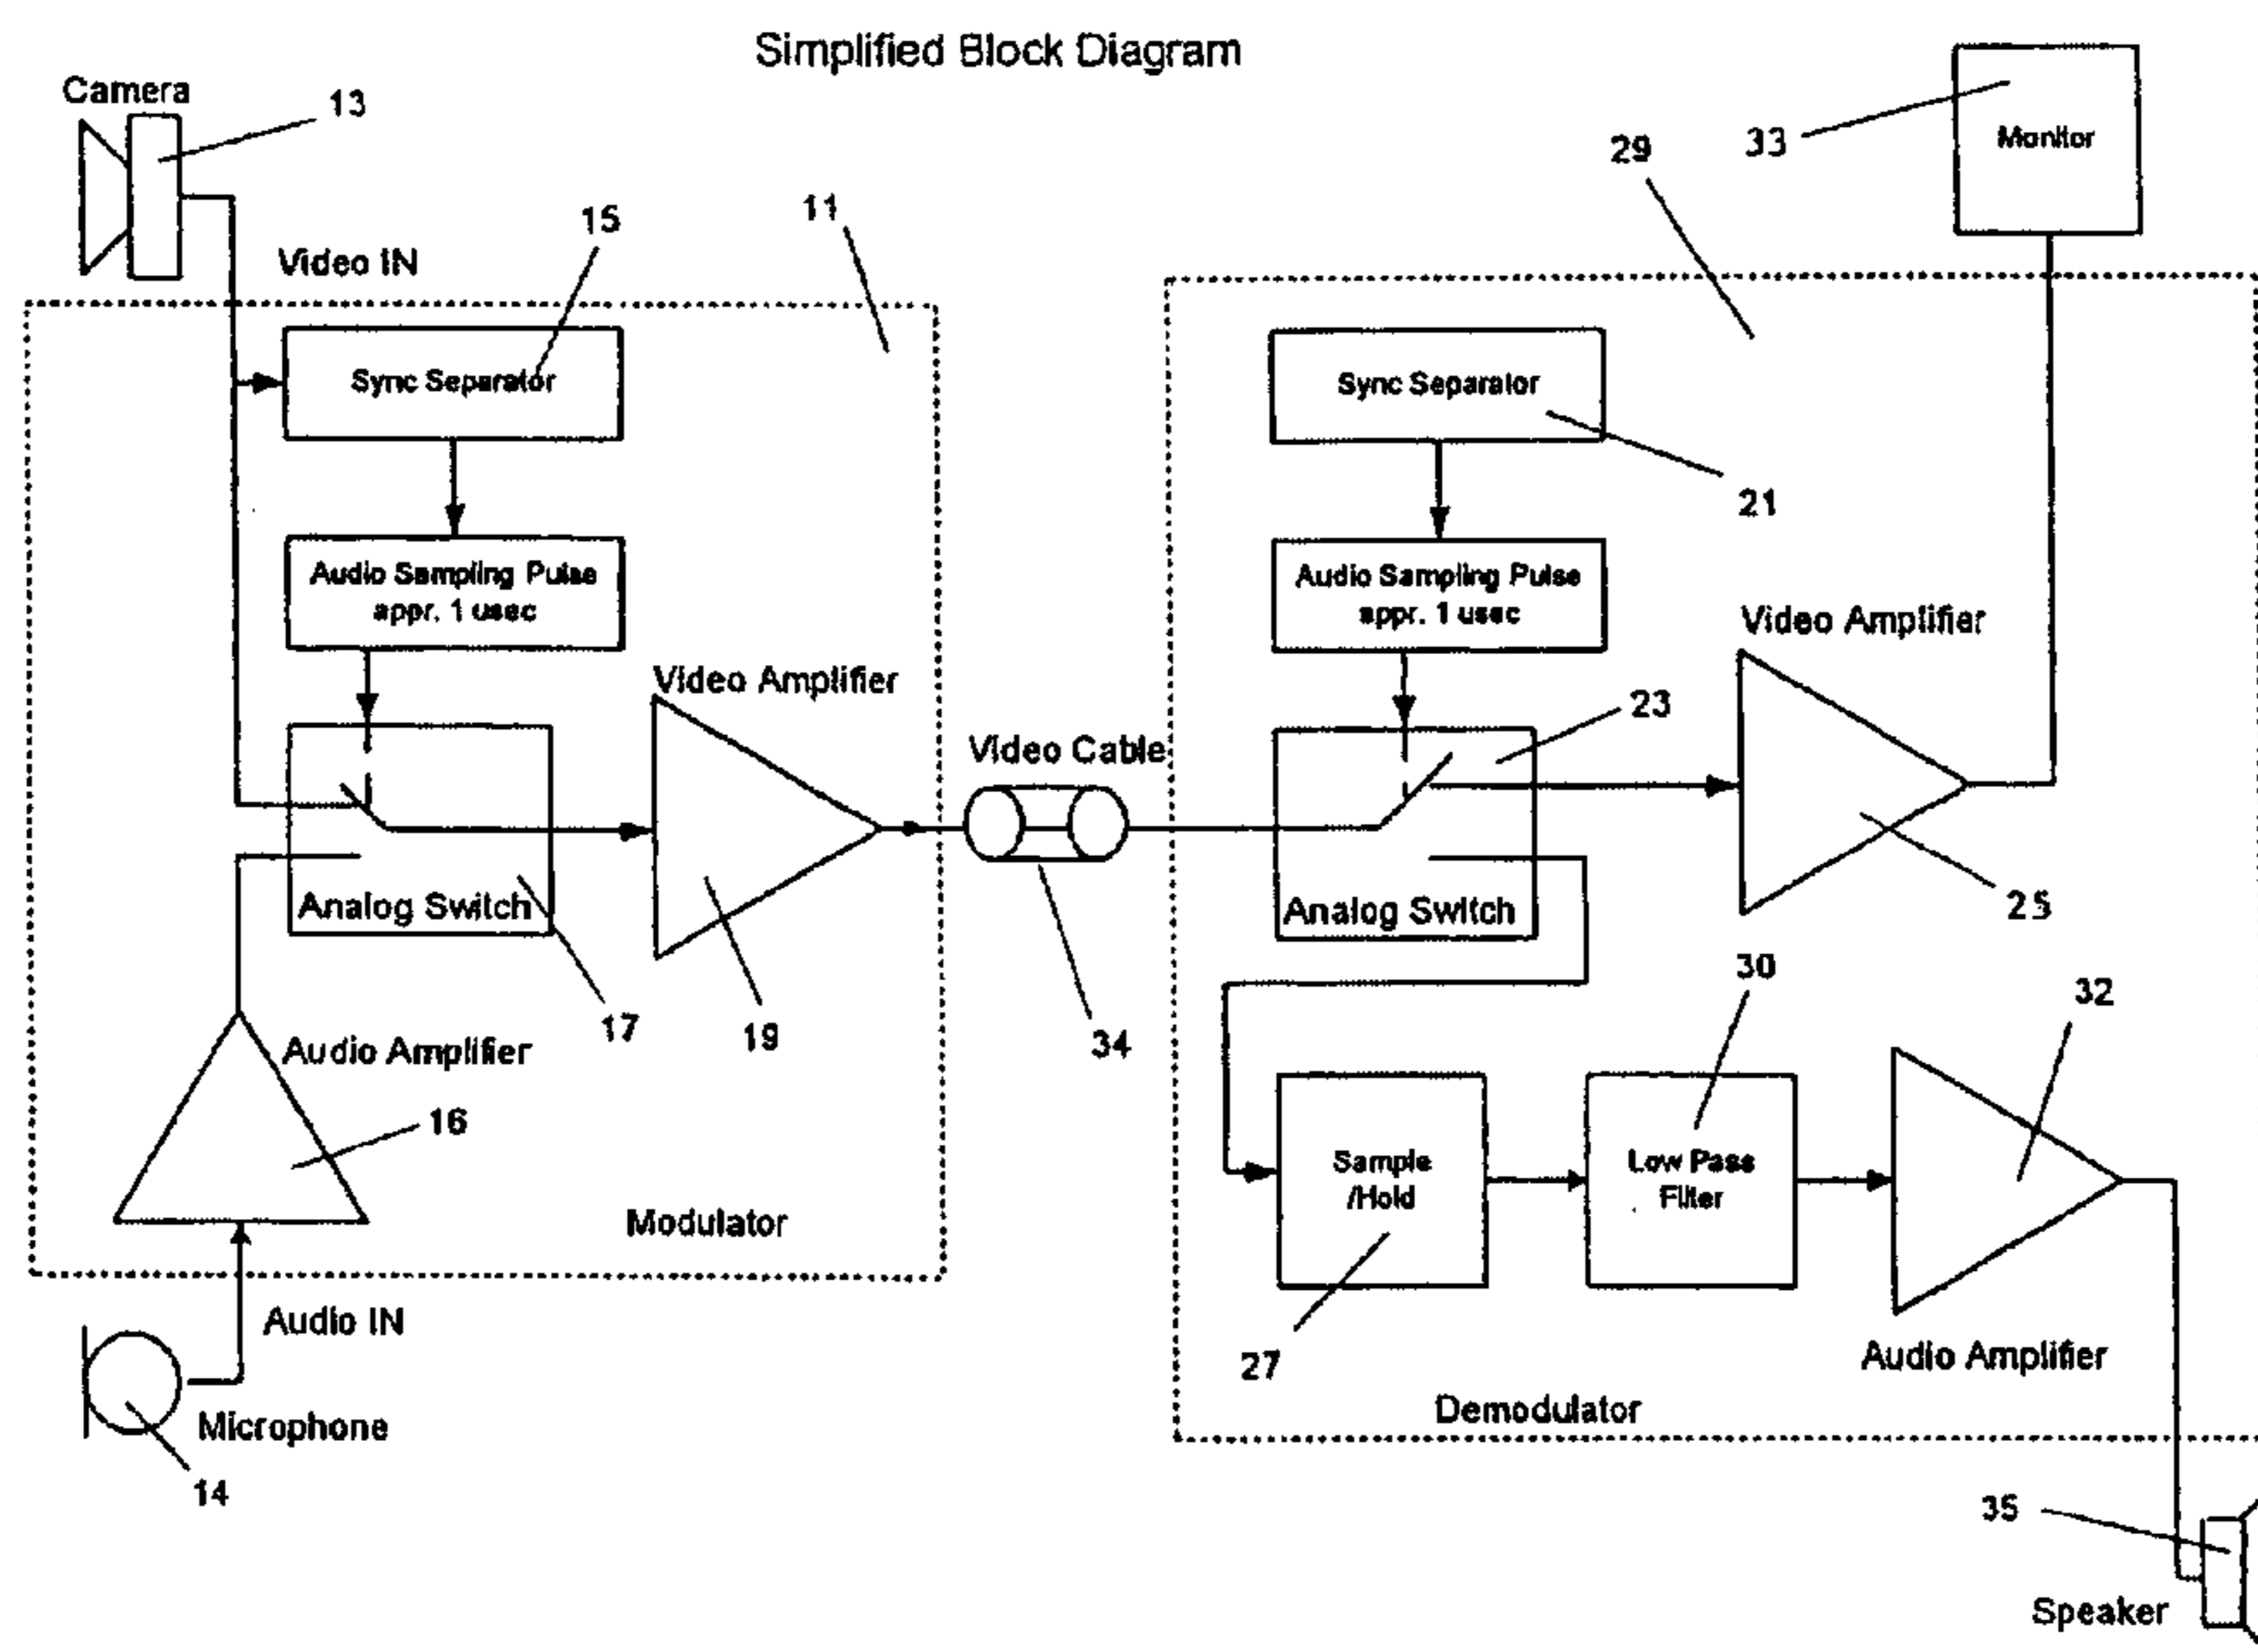 Simplified Block Diagram
Camera
13
Video IN
15
11
Sync Separator
Audio Sampling Pulse
appr. 1 usec
Video Amplifier
Analog Switch
17
19
Audio Amplifier
16
Modulator
Audio IN
Microphone
14
Video Cable
34
29
33
Monitor
Sync Separator
21
Audio Sampling Pulse
appr. 1 usec
Video Amplifier
23
Analog Switch
25
30
32
Sample
/Hold
Low Pass
Filter
27
Audio Amplifier
Demodulator
35
Speaker